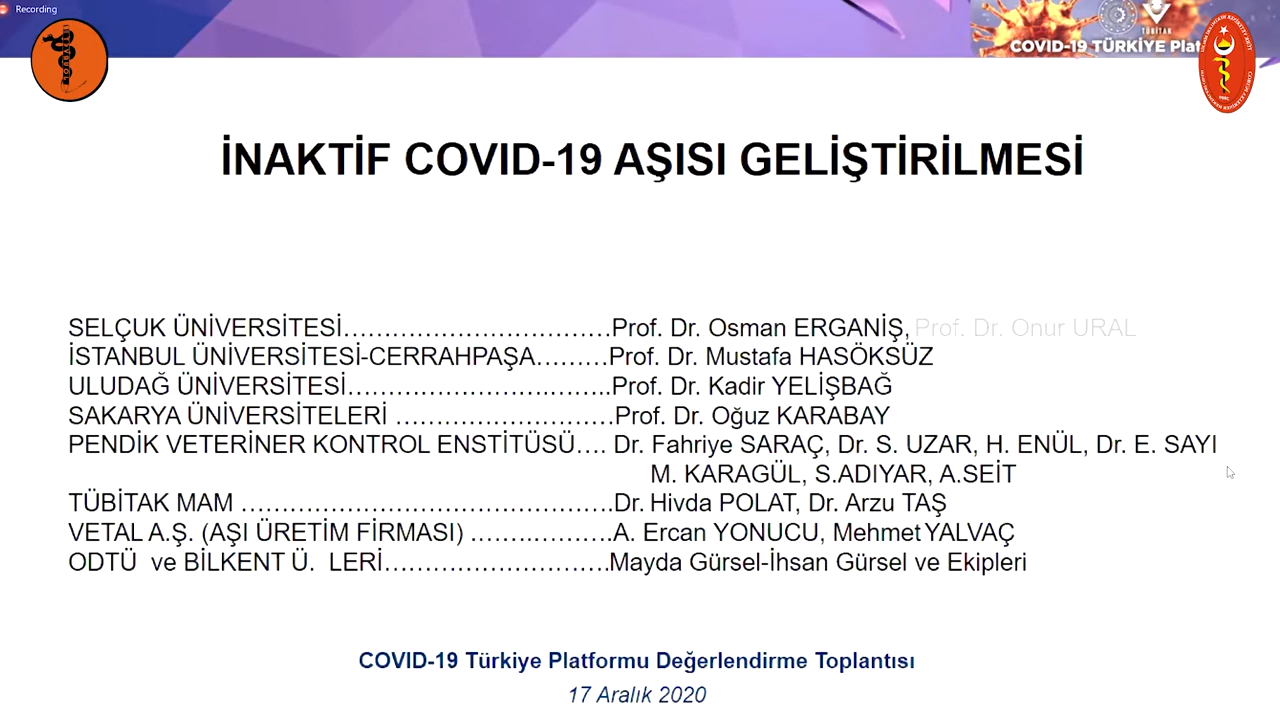 Recording
TÜBİTAK
COVID-19 TÜRKİYE Plat
İNAKTİF COVID-19 AŞISI GELİŞTİRİLMESİ
SELÇUK ÜNİVERSİTESİ……………………………Prof. Dr. Osman ERGANİŞ, Prof. Dr. Onur URAL
İSTANBUL ÜNİVERSİTESİ-CERRAHPAŞA………Prof. Dr. Mustafa HASÖKSÜZ
ULUDAĞ ÜNİVERSİTESİ…………………………..Prof. Dr. Kadir YELİŞBAĞ
SAKARYA ÜNİVERSİTELERİ ………………………Prof. Dr. Oğuz KARABAY
PENDİK VETERİNER KONTROL ENSTİTÜSÜ…. Dr. Fahriye SARAÇ, Dr. S. UZAR, H. ENÜL, Dr. E. SAYI
M. KARAGÜL, S.ADIYAR, A.SEİT
TÜBİTAK MAM ……………………………………….Dr. Hivda POLAT, Dr. Arzu TAŞ
VETAL A.Ş. (AŞI ÜRETİM FİRMASI) ……………..A. Ercan YONUCU, Mehmet YALVAÇ
ODTÜ ve BİLKENT Ü. LERİ……………………….Mayda Gürsel-İhsan Gürsel ve Ekipleri
COVID-19 Türkiye Platformu Değerlendirme Toplantısı
17 Aralık 2020